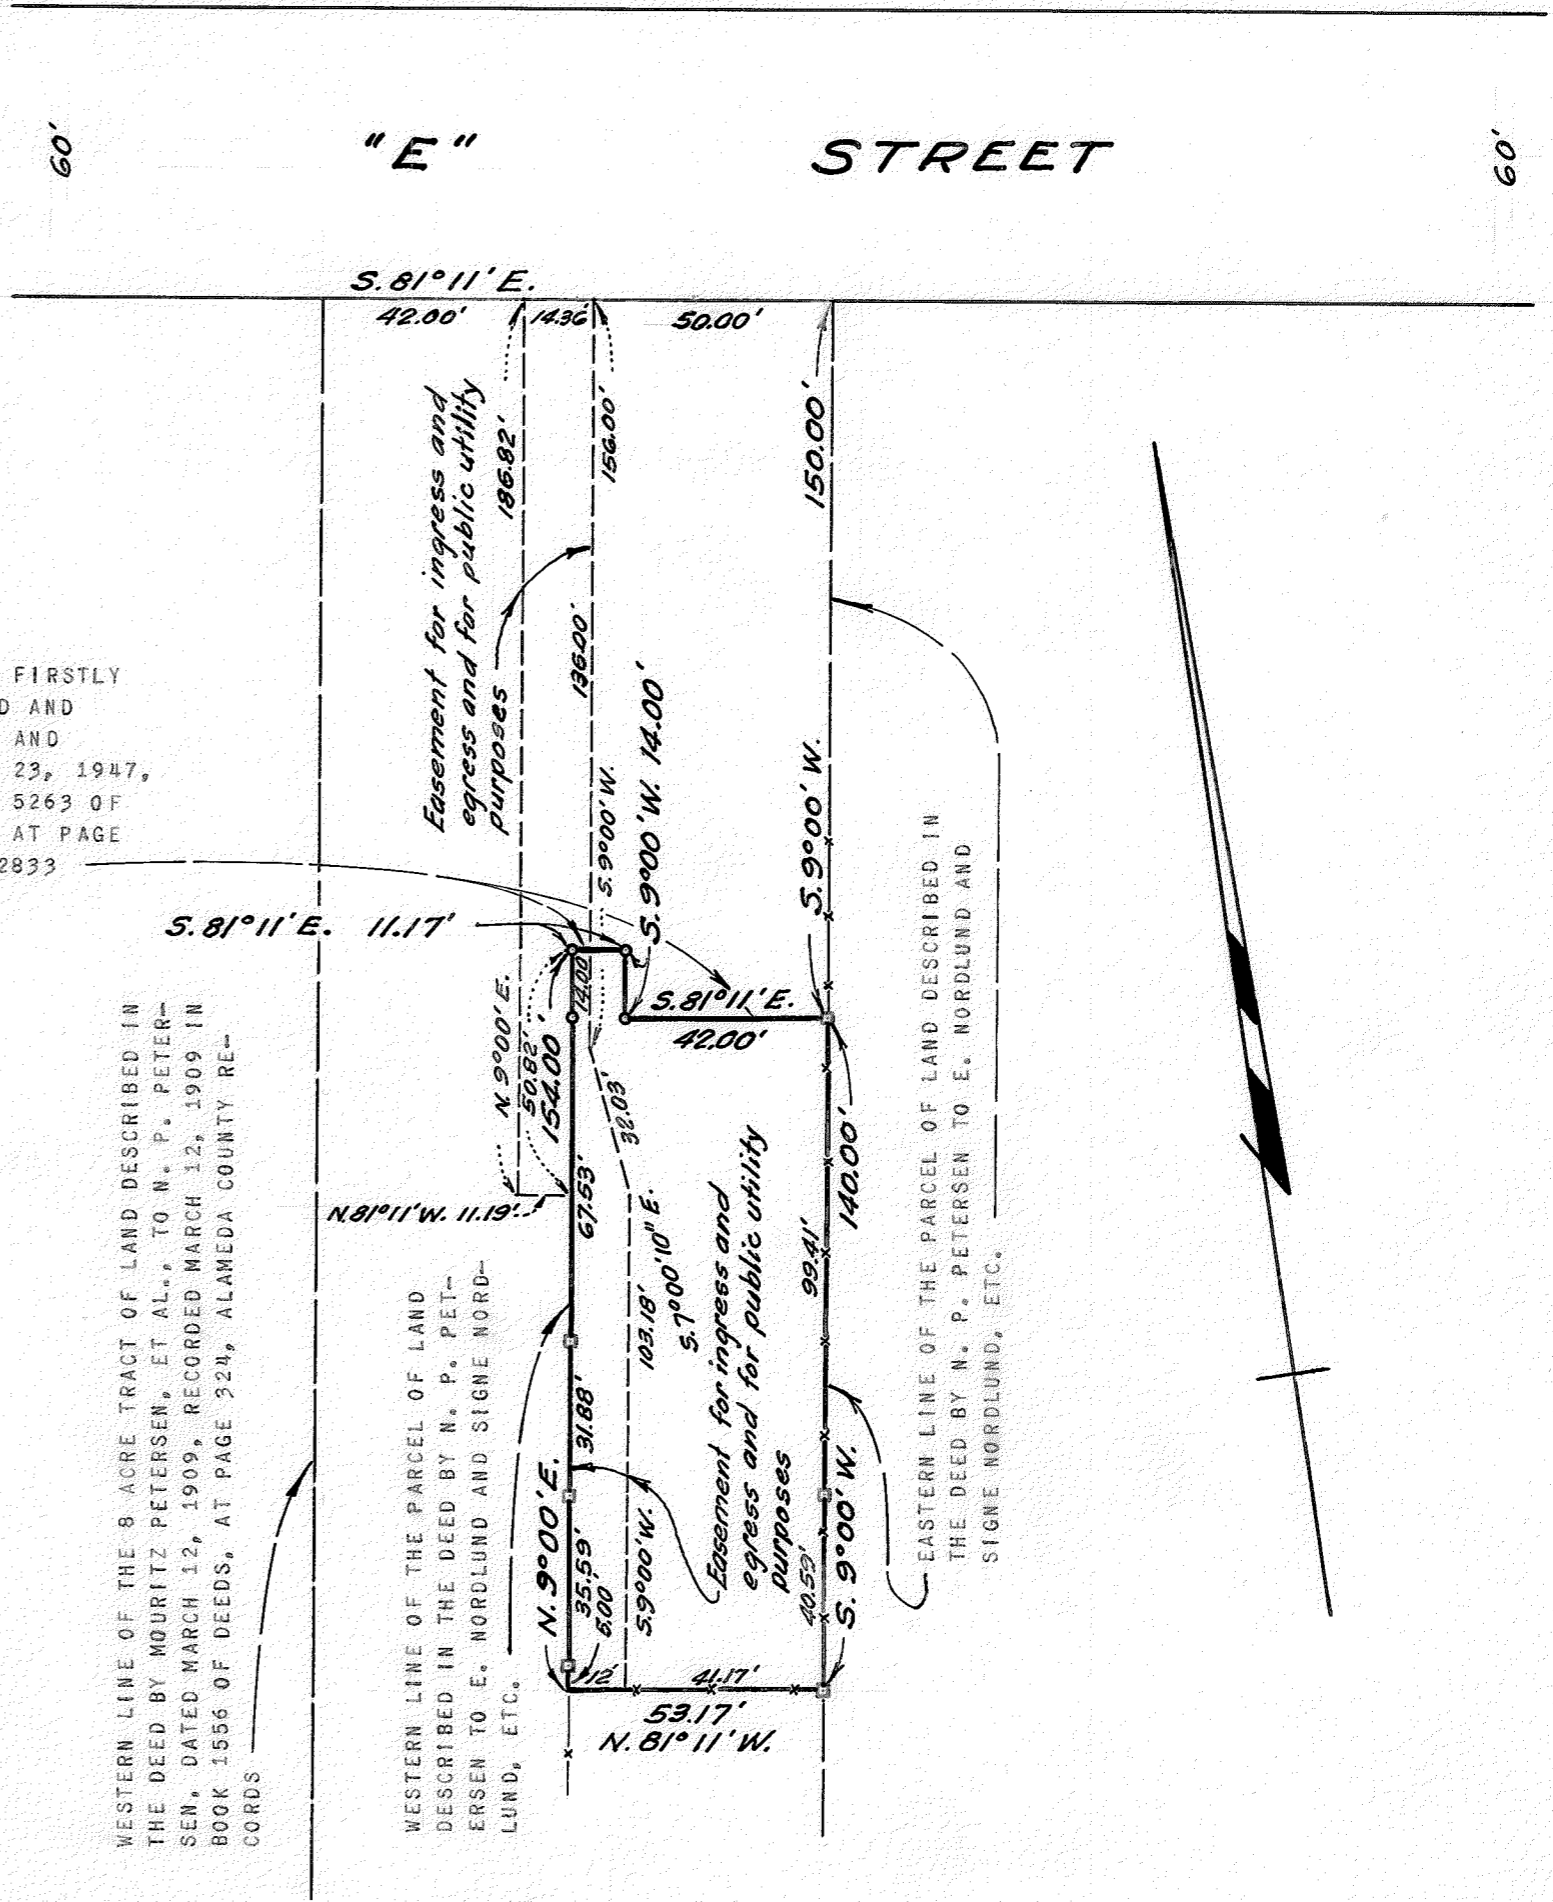 60'
"E" STREET
60'
S. 81° 11' E.
42.00'
14.36'
50.00'
Easement for ingress and
egress and for public utility
purposes
186.82'
156.00'
150.00'
136.00'
S. 9°00' W.
S. 9°00' W. 14.00'
S. 9°00' W.
FIRSTLY
D AND
AND
23, 1947,
5263 OF
AT PAGE
2833
S. 81° 11' E. 11.17'
14.00'
S. 81° 11' E.
42.00'
N. 9°00' E.
50.82'
154.00'
32.03'
140.00'
N. 81° 11' W. 11.19'
67.53'
103.18'
S. 7°00'10" E.
99.41'
Easement for ingress and
egress and for public utility
purposes
31.88'
N. 9°00' E.
35.59'
5.00'
S. 9°00' W.
40.59'
S. 9°00' W.
12'
41.17'
53.17'
N. 81° 11' W.
WESTERN LINE OF THE 8 ACRE TRACT OF LAND DESCRIBED IN
THE DEED BY MOURITZ PETERSEN, ET AL., TO N. P. PETER-
SEN, DATED MARCH 12, 1909, RECORDED MARCH 12, 1909 IN
BOOK 1556 OF DEEDS, AT PAGE 324, ALAMEDA COUNTY RE-
CORDS
WESTERN LINE OF THE PARCEL OF LAND
DESCRIBED IN THE DEED BY N. P. PET-
ERSEN TO E. NORDLUND AND SIGNE NORD-
LUND, ETC.
EASTERN LINE OF THE PARCEL OF LAND DESCRIBED IN
THE DEED BY N. P. PETERSEN TO E. NORDLUND AND
SIGNE NORDLUND, ETC.